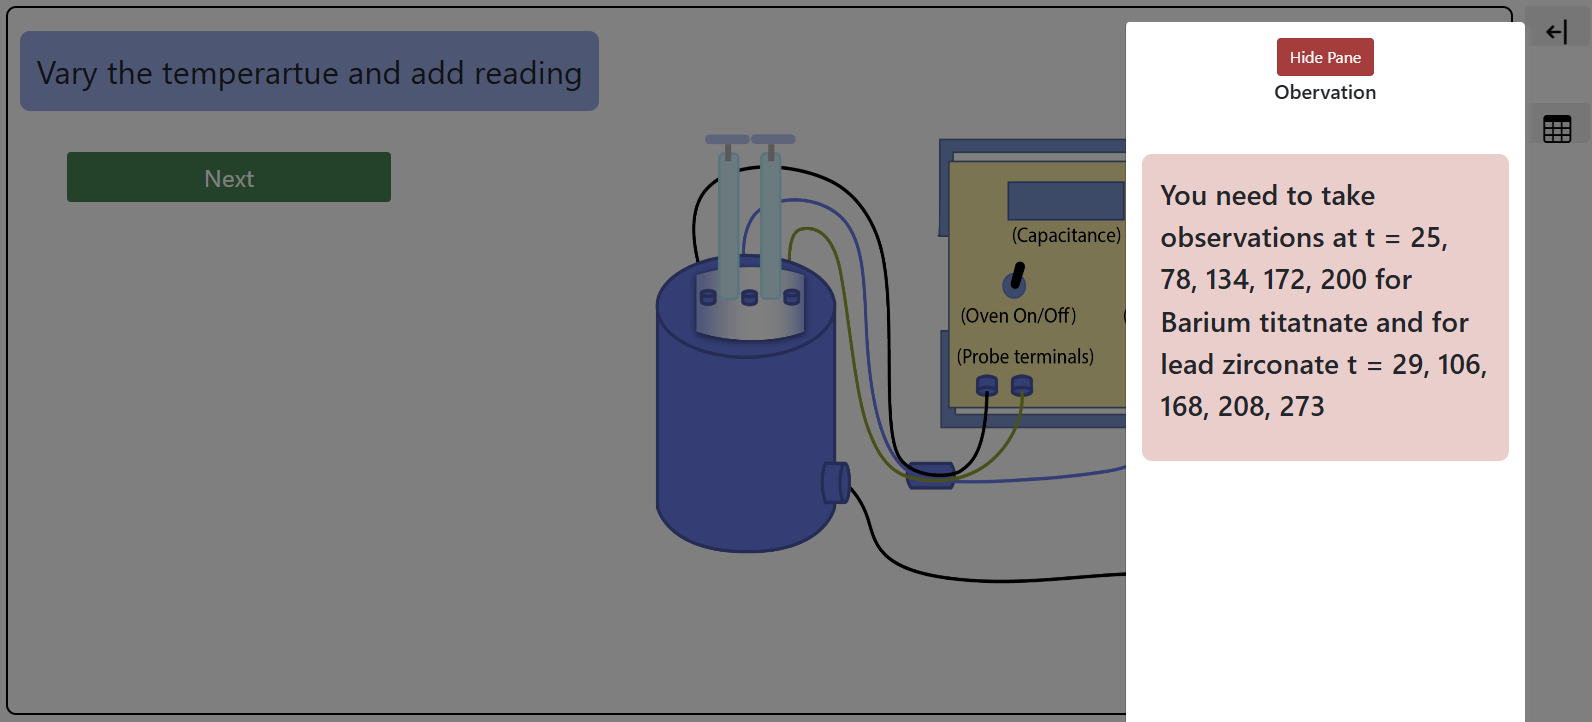 Vary the temperartue and add reading
Next
(Capacitance)
(Oven On/Off)
(Probe terminals)
Hide Pane
Obervation
You need to take
observations at t = 25,
78, 134, 172, 200 for
Barium titatnate and for
lead zirconate t = 29, 106,
168, 208, 273